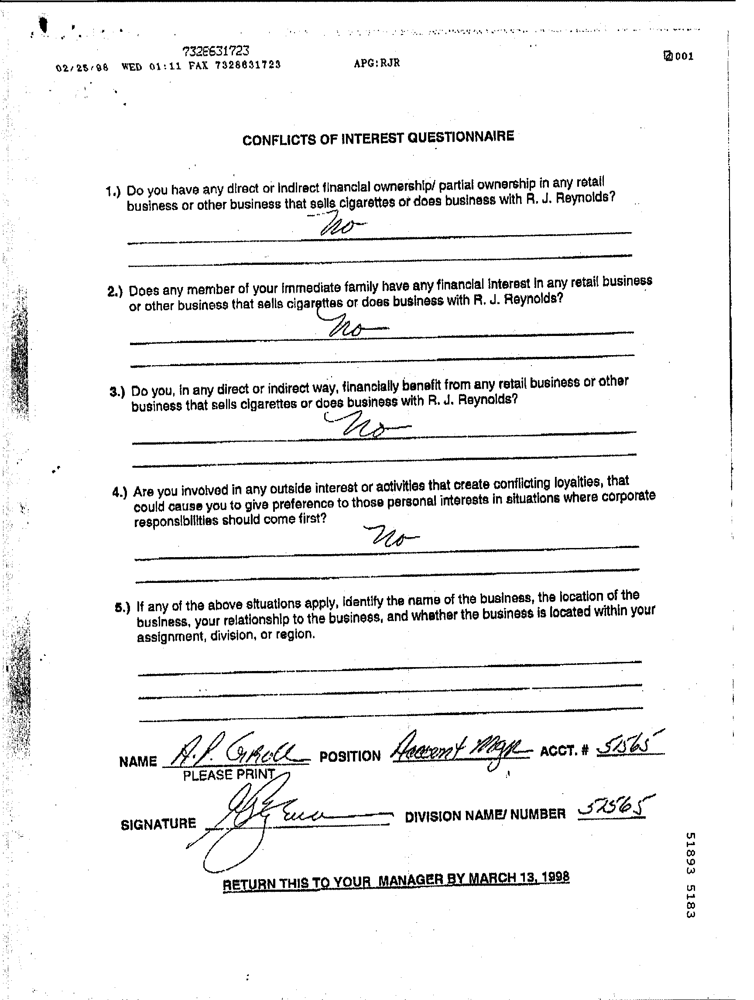 732E631723
02/25/98 WED 01:11 FAX 7328631723 APG:RJR 001
CONFLICTS OF INTEREST QUESTIONNAIRE
1.) Do you have any direct or indirect financial ownership/ partial ownership in any retail
business or other business that sells cigarettes or does business with R. J. Reynolds?
No
2.) Does any member of your immediate family have any financial interest in any retail business
or other business that sells cigarettes or does business with R. J. Reynolds?
No
3.) Do you, in any direct or indirect way, financially benefit from any retail business or other
business that sells cigarettes or does business with R. J. Reynolds?
No
4.) Are you involved in any outside interest or activities that create conflicting loyalties, that
could cause you to give preference to those personal interests in situations where corporate
responsibilities should come first?
No
5.) If any of the above situations apply, identify the name of the business, the location of the
business, your relationship to the business, and whether the business is located within your
assignment, division, or region.
NAME A.P. POSITION Account Mgr ACCT. # 51565
PLEASE PRINT
SIGNATURE DIVISION NAME/ NUMBER 52565
RETURN THIS TO YOUR MANAGER BY MARCH 13, 1998
51893 5183